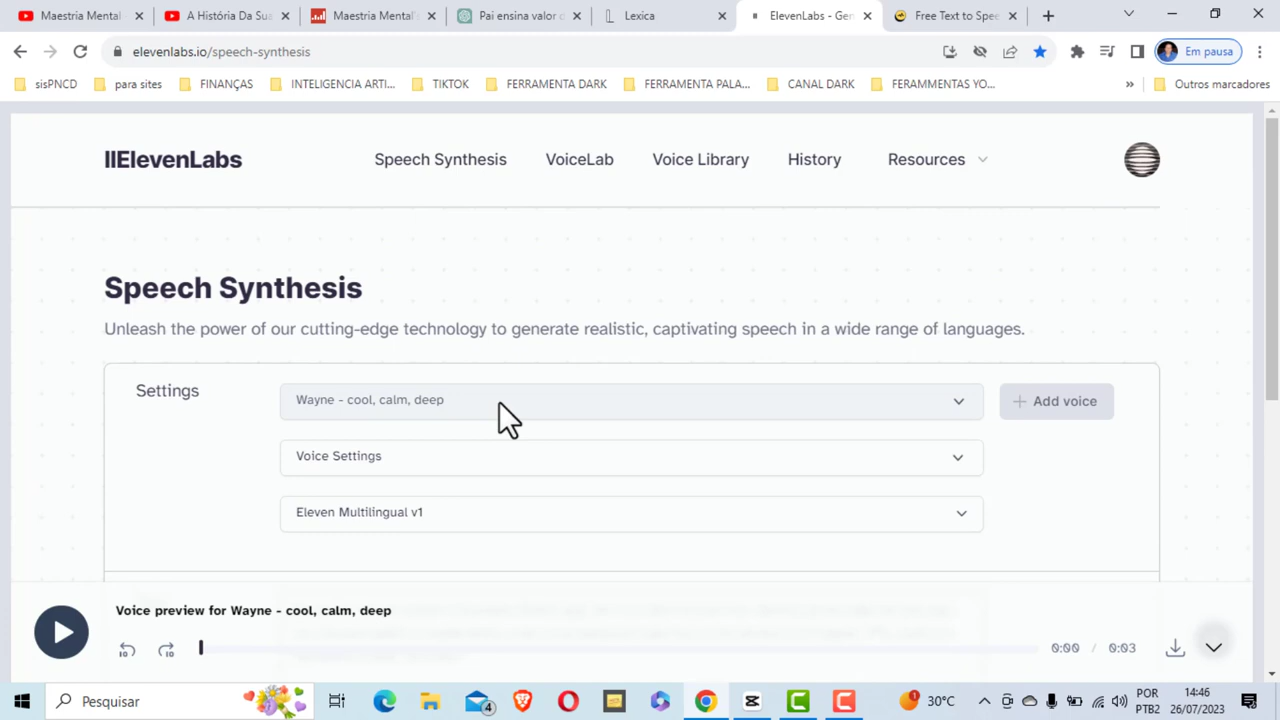 Maestria Mental
A História Da Sua
Maestria Mental's
Pai ensina valor d
Lexica
ElevenLabs - Gen
Free Text to Spee
elevenlabs.io/speech-synthesis
Em pausa
sisPNCD
para sites
FINANÇAS
INTELIGENCIA ARTI...
TIKTOK
FERRAMENTA DARK
FERRAMENTA PALA...
CANAL DARK
FERAMMENTAS YO...
»
Outros marcadores
IIElevenLabs
Speech Synthesis
VoiceLab
Voice Library
History
Resources
Speech Synthesis
Unleash the power of our cutting-edge technology to generate realistic, captivating speech in a wide range of languages.
Settings
Wayne - cool, calm, deep
+ Add voice
Voice Settings
Eleven Multilingual v1
Voice preview for Wayne - cool, calm, deep
10
10
0:00 / 0:03
Pesquisar
4
30°C
POR
PTB2
14:46
26/07/2023